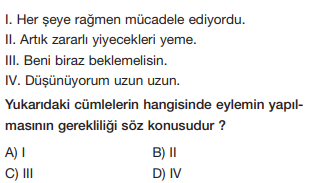 I. Her şeye rağmen mücadele ediyordu.
II. Artık zararlı yiyecekleri yeme.
III. Beni biraz beklemelisin.
IV. Düşünüyorum uzun uzun.
Yukarıdaki cümlelerin hangisinde eylemin yapıl-
masının gerekliliği söz konusudur ?
A) I B) II
C) III D) IV